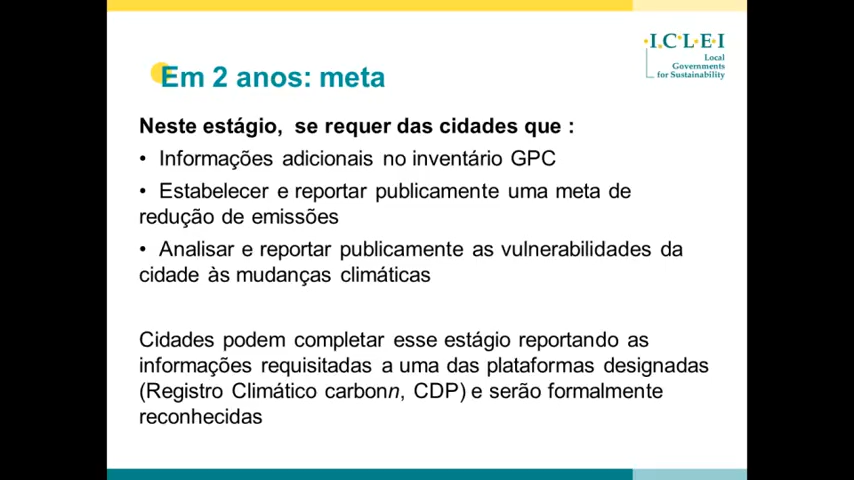 I.C.L.E.I
Local
Governments
for Sustainability
Em 2 anos: meta
Neste estágio, se requer das cidades que :
• Informações adicionais no inventário GPC
• Estabelecer e reportar publicamente uma meta de
redução de emissões
• Analisar e reportar publicamente as vulnerabilidades da
cidade às mudanças climáticas
Cidades podem completar esse estágio reportando as
informações requisitadas a uma das plataformas designadas
(Registro Climático carbonn, CDP) e serão formalmente
reconhecidas